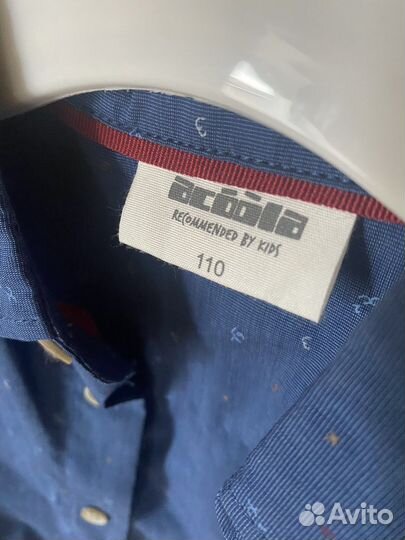 acoola
RECOMMENDED BY KIDS
110
Avito